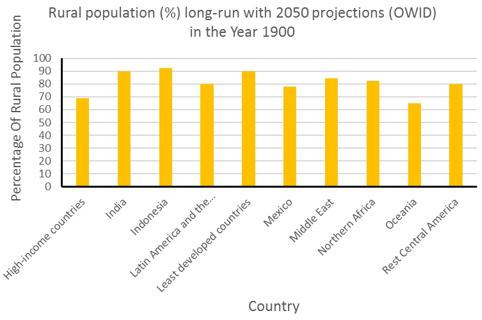 Rural population (%) long-run with 2050 projections (OWID)
in the Year 1900
Percentage Of Rural Population
100
90
80
70
60
50
40
30
20
10
0
High-income countries
India
Indonesia
Latin America and the...
Least developed countries
Mexico
Middle East
Northern Africa
Oceania
Rest Central America
Country